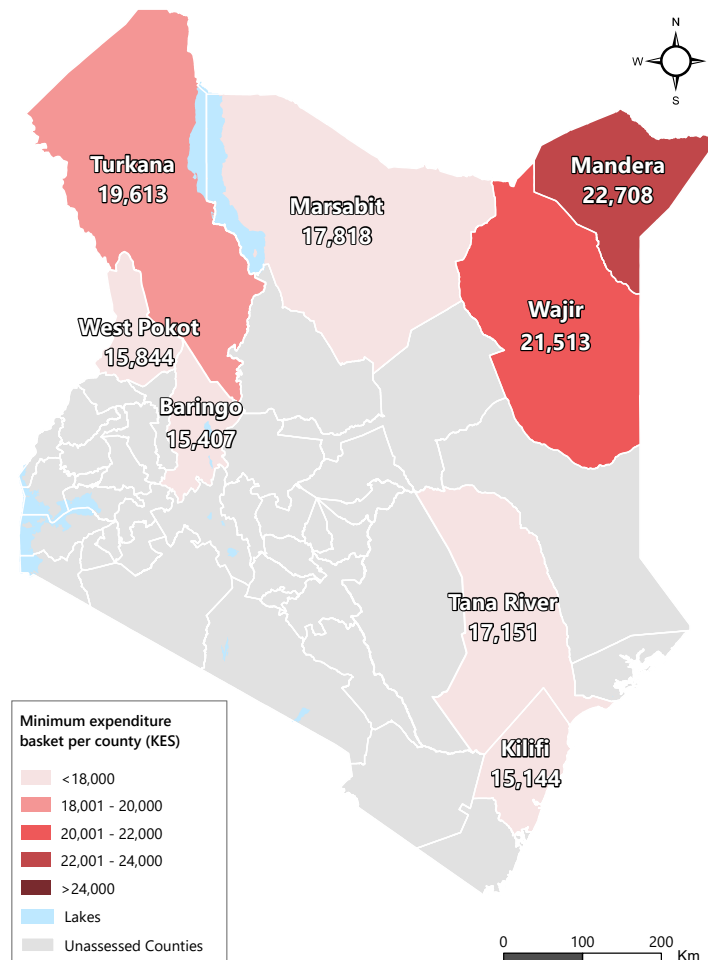 N
W
S
Turkana
19,613
Mandera
22,708
Marsabit
17,818
Wajir
21,513
West Pokot
15,844
Baringo
15,407
Tana River
17,151
Kilifi
15,144
Minimum expenditure
basket per county (KES)
<18,000
18,001 - 20,000
20,001 - 22,000
22,001 - 24,000
>24,000
Lakes
Unassessed Counties
0 100 200
Km